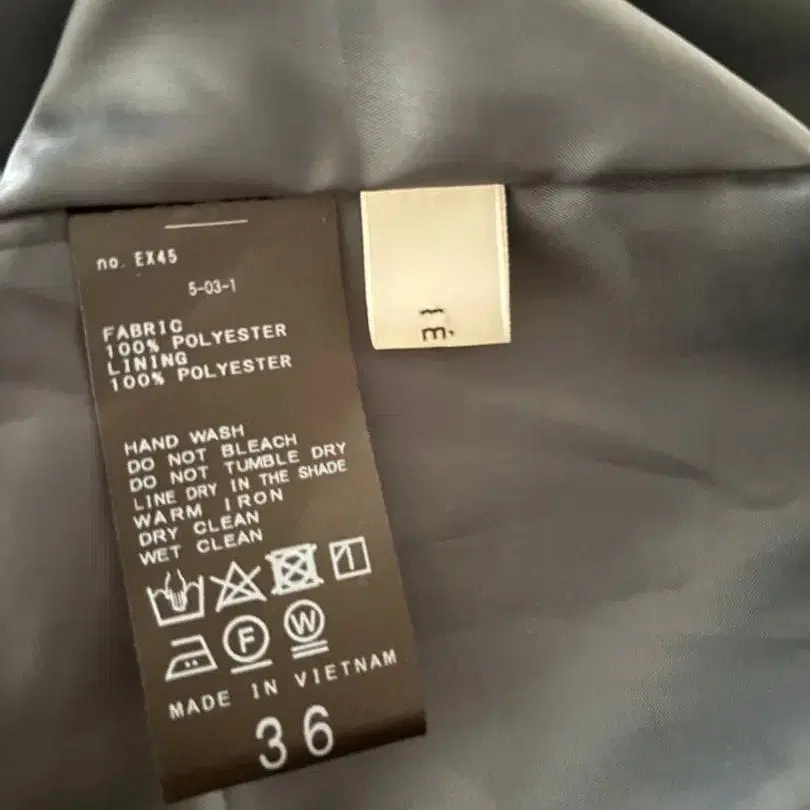 no. EX45
5-03-1
FABRIC
100% POLYESTER
LINING
100% POLYESTER
HAND WASH
DO NOT BLEACH
DO NOT TUMBLE DRY
LINE DRY IN THE SHADE
WARM IRON
DRY CLEAN
WET CLEAN
F W
MADE IN VIETNAM
36